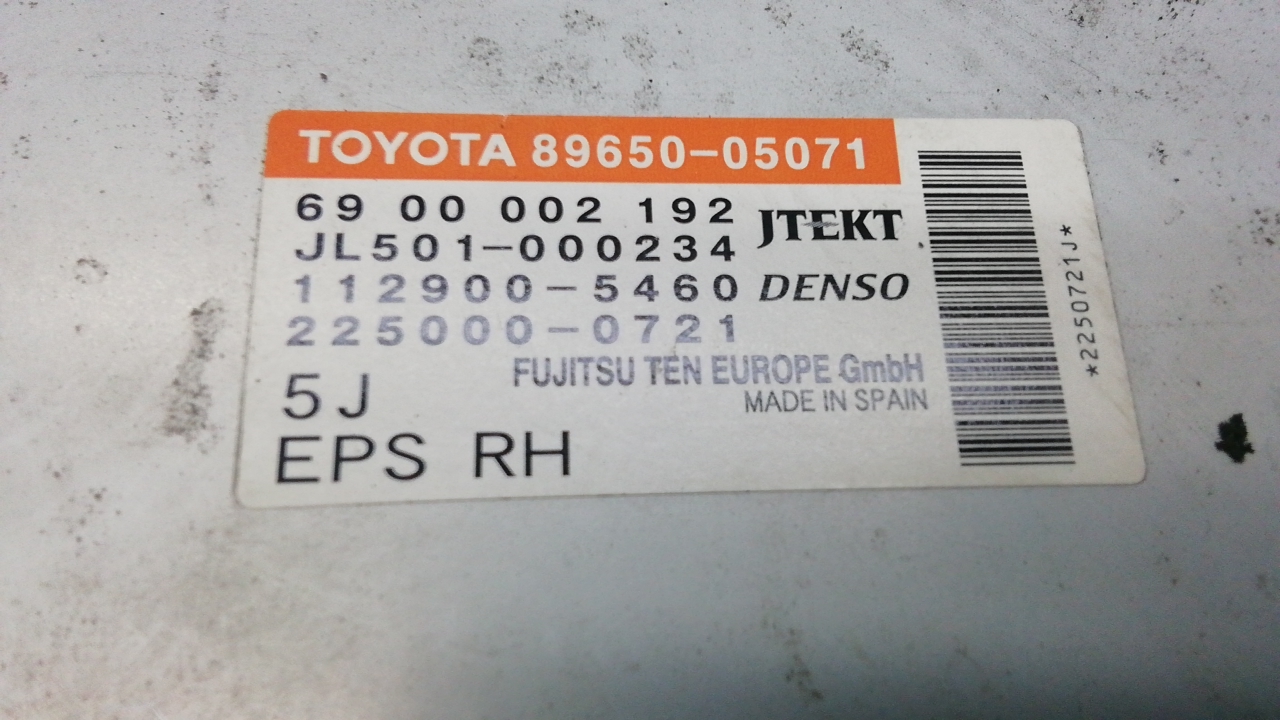 TOYOTA 89650-05071
69 00 002 192 JTEKT
JL501-000234
112900-5460 DENSO
225000-0721
FUJITSU TEN EUROPE GmbH
5J MADE IN SPAIN
EPS RH
*2250721J*